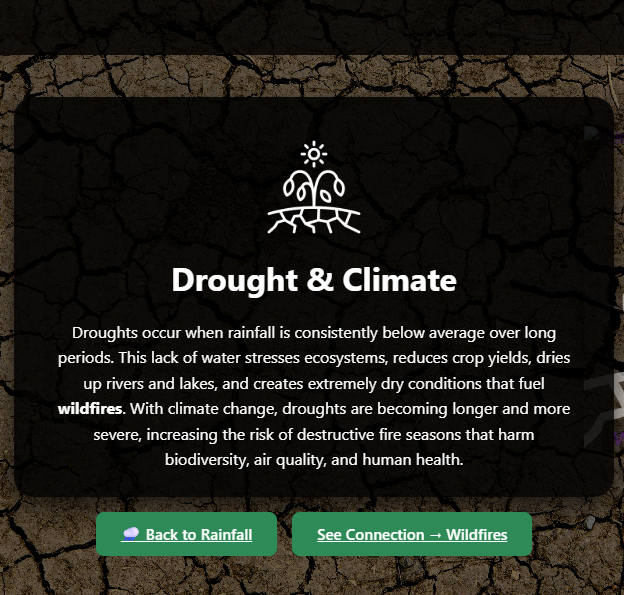 Drought & Climate
Droughts occur when rainfall is consistently below average over long
periods. This lack of water stresses ecosystems, reduces crop yields, dries
up rivers and lakes, and creates extremely dry conditions that fuel
wildfires. With climate change, droughts are becoming longer and more
severe, increasing the risk of destructive fire seasons that harm
biodiversity, air quality, and human health.
🌧️ Back to Rainfall
See Connection → Wildfires